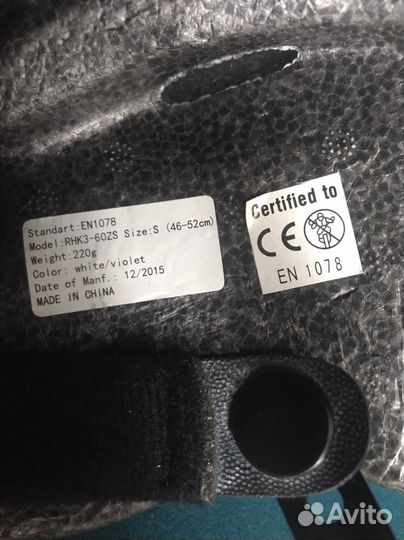 Standart:EN1078
Model:RHK3-60ZS Size:S (46-52cm)
Weight:220g
Color: white/violet
Date of Manf.: 12/2015
MADE IN CHINA
Certified to
CE
EN 1078
Avito